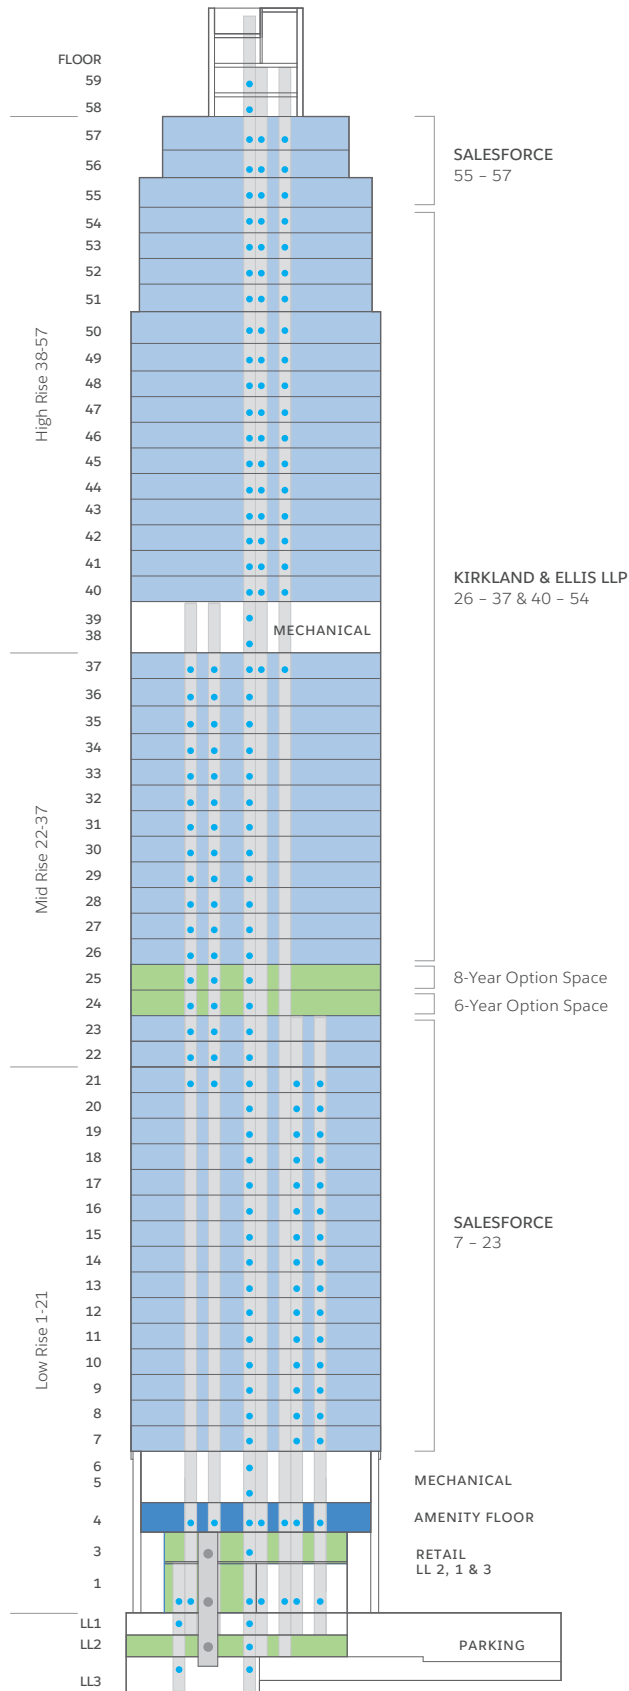 FLOOR
59
58
57
56
55
54
53
52
51
50
49
48
47
46
45
44
43
42
41
40
39
38
37
36
35
34
33
32
31
30
29
28
27
26
25
24
23
22
21
20
19
18
17
16
15
14
13
12
11
10
9
8
7
6
5
4
3
1
LL1
LL2
LL3
High Rise 38-57
Mid Rise 22-37
Low Rise 1-21
MECHANICAL
SALESFORCE
55 – 57
KIRKLAND & ELLIS LLP
26 – 37 & 40 – 54
8-Year Option Space
6-Year Option Space
SALESFORCE
7 – 23
MECHANICAL
AMENITY FLOOR
RETAIL
LL 2, 1 & 3
PARKING